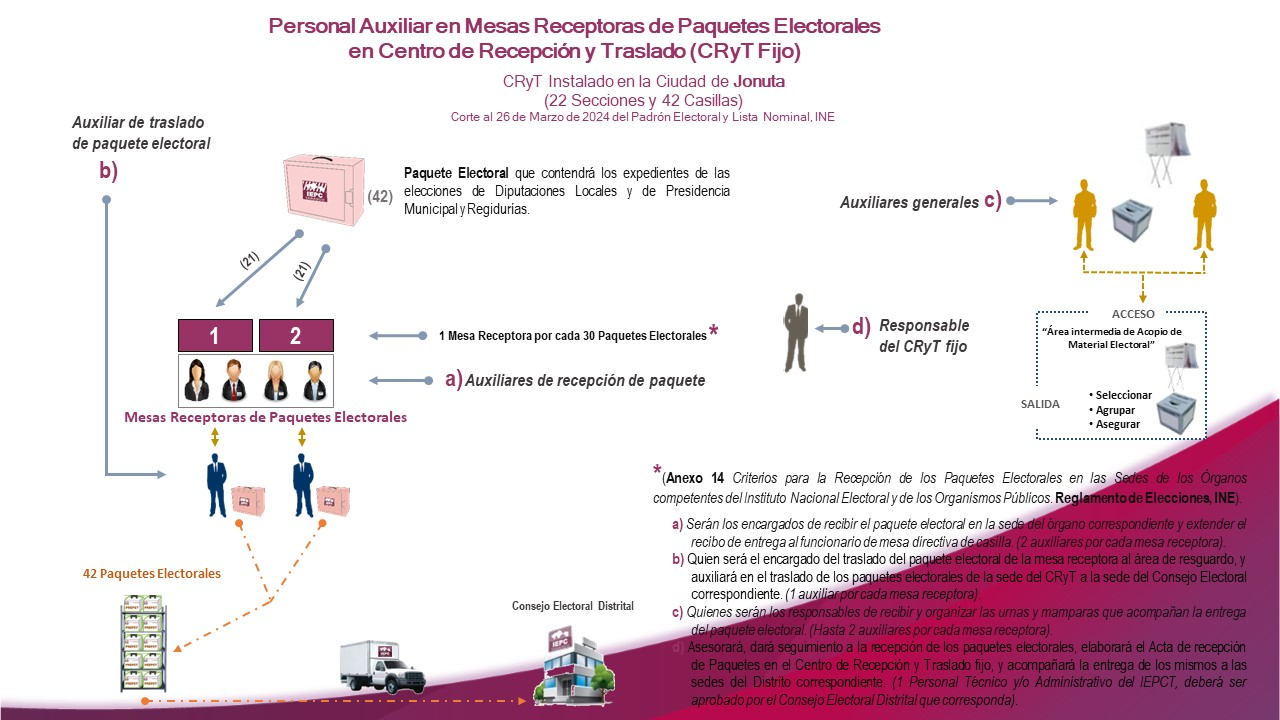 Personal Auxiliar en Mesas Receptoras de Paquetes Electorales
en Centro de Recepción y Traslado (CRyT Fijo)
CRyT Instalado en la Ciudad de Jonuta
(22 Secciones y 42 Casillas)
Corte al 26 de Marzo de 2024 del Padrón Electoral y Lista Nominal, INE
Auxiliar de traslado
de paquete electoral
b)
IEPC
(42)
Paquete Electoral que contendrá los expedientes de las
elecciones de Diputaciones Locales y de Presidencia
Municipal y Regidurias.
Auxiliares generales c)
(21)
(21)
1
2
1 Mesa Receptora por cada 30 Paquetes Electorales *
a) Auxiliares de recepción de paquete
Mesas Receptoras de Paquetes Electorales
d) Responsable
del CRyT fijo
ACCESO
“Área intermedia de Acopio de
Material Electoral”
SALIDA
• Seleccionar
• Agrupar
• Asegurar
*(Anexo 14 Criterios para la Recepción de los Paquetes Electorales en las Sedes de los Órganos
competentes del Instituto Nacional Electoral y de los Organismos Públicos. Reglamento de Elecciones, INE).
a) Serán los encargados de recibir el paquete electoral en la sede del órgano correspondiente y extender el
recibo de entrega al funcionario de mesa directiva de casilla. (2 auxiliares por cada mesa receptora).
b) Quien será el encargado del traslado del paquete electoral de la mesa receptora al área de resguardo, y
auxiliará en el traslado de los paquetes electorales de la sede del CRyT a la sede del Consejo Electoral
correspondiente. (1 auxiliar por cada mesa receptora).
c) Quienes serán los responsables de recibir y organizar las urnas y mamparas que acompañan la entrega
del paquete electoral. (Hasta 2 auxiliares por cada mesa receptora).
d) Asesorará, dará seguimiento a la recepción de los paquetes electorales, elaborará el Acta de recepción
de Paquetes en el Centro de Recepción y Traslado fijo, y acompañará la entrega de los mismos a las
sedes del Distrito correspondiente. (1 Personal Técnico y/o Administrativo del IEPCT, deberá ser
aprobado por el Consejo Electoral Distrital que corresponda).
42 Paquetes Electorales
PREPET
Consejo Electoral Distrital
IEPC